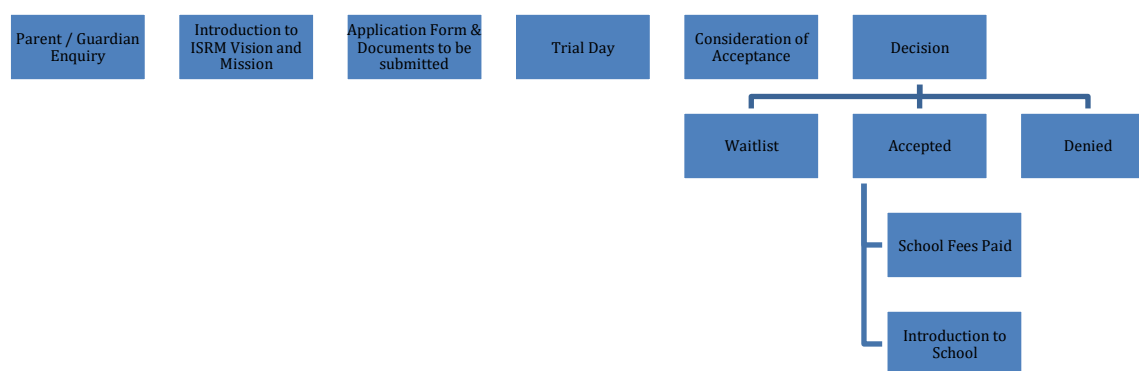 Parent / Guardian
Enquiry
Introduction to
ISRM Vision and
Mission
Application Form &
Documents to be
submitted
Trial Day
Consideration of
Acceptance
Decision
Waitlist
Accepted
Denied
School Fees Paid
Introduction to
School